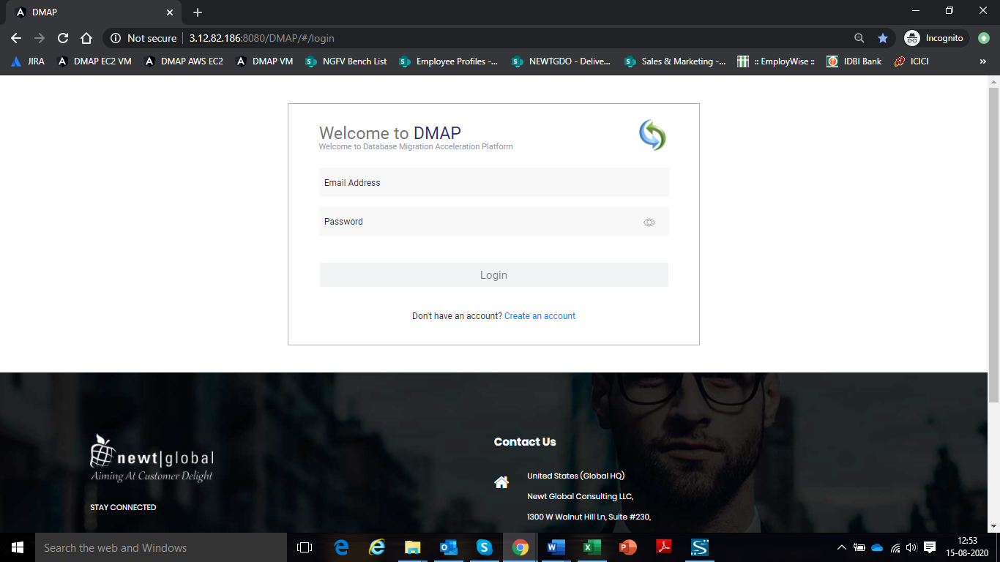 DMAP
Not secure
3.12.82.186:8080/DMAP/#/login
Incognito
JIRA
DMAP EC2 VM
DMAP AWS EC2
DMAP VM
NGFV Bench List
Employee Profiles -...
NEWTGDO - Delive...
Sales & Marketing -...
:: EmployWise ::
IDBI Bank
ICICI
»
Welcome to DMAP
Welcome to Database Migration Acceleration Platform
Email Address
Password
Login
Don't have an account? Create an account
newt|global
Aiming At Customer Delight
STAY CONNECTED
Contact Us
United States (Global HQ)
Newt Global Consulting LLC,
1300 W Walnut Hill Ln, Suite #230,
Search the web and Windows
12:53
15-08-2020